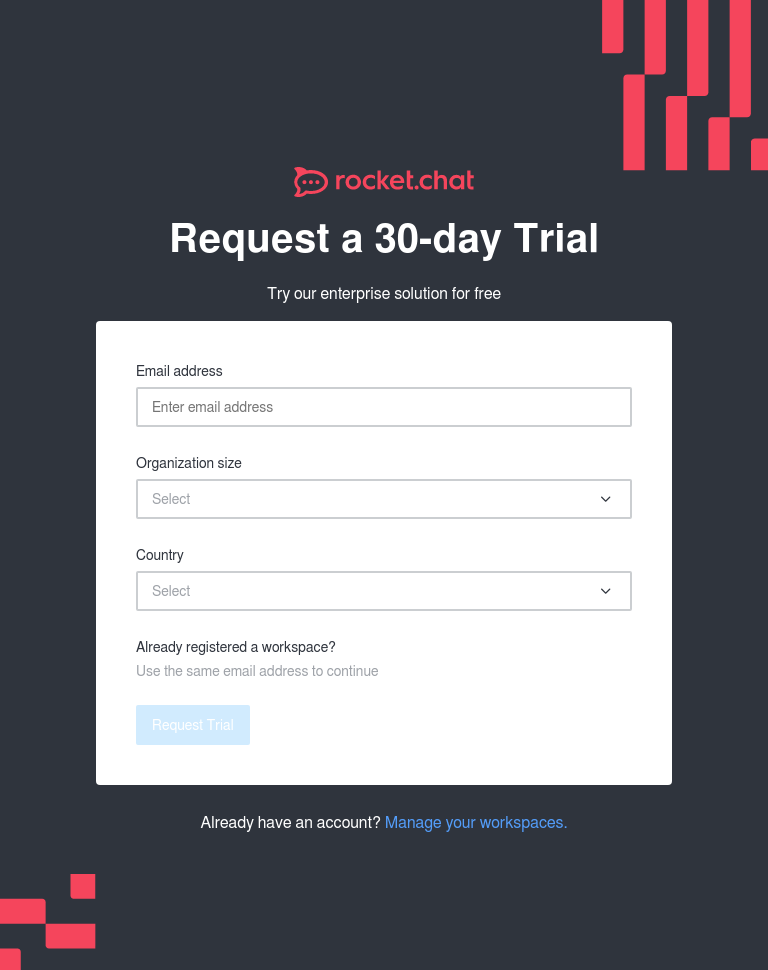 rocket.chat
Request a 30-day Trial
Try our enterprise solution for free
Email address
Enter email address
Organization size
Select
Country
Select
Already registered a workspace?
Use the same email address to continue
Request Trial
Already have an account? Manage your workspaces.